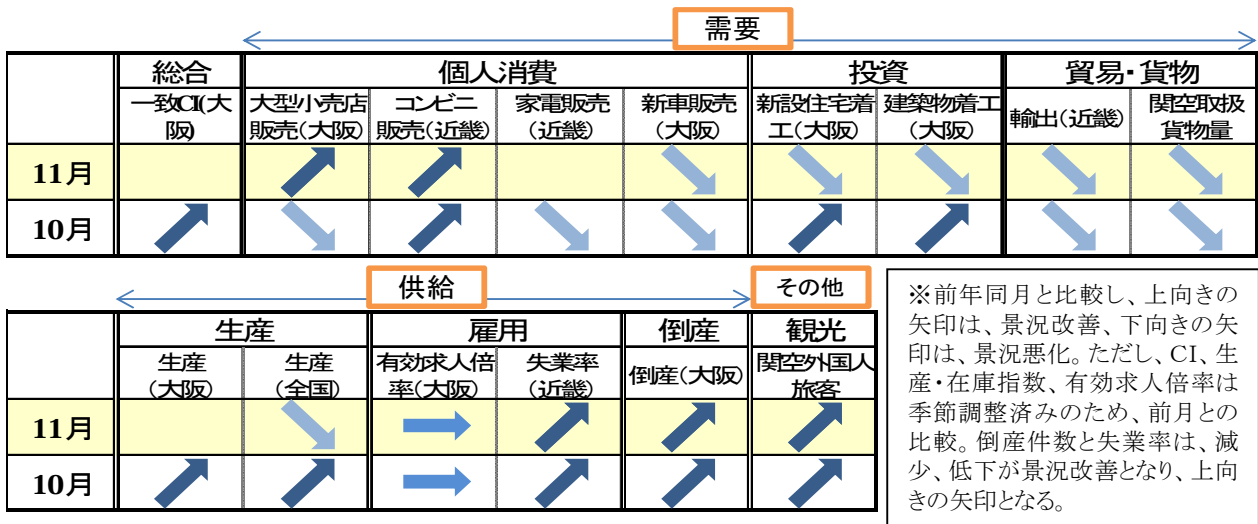 需要
総合 個人消費 投資 貿易・貨物
一致CI(大阪) 大型小売店販売(大阪) コンビニ販売(近畿) 家電販売(近畿) 新車販売(大阪) 新設住宅着工(大阪) 建築物着工(大阪) 輸出(近畿) 関空取扱貨物量
11月
10月
供給 その他
生産 雇用 倒産 観光
生産(大阪) 生産(全国) 有効求人倍率(大阪) 失業率(近畿) 倒産(大阪) 関空外国人旅客
11月
10月
※前年同月と比較し、上向きの
矢印は、景況改善、下向きの矢
印は、景況悪化。ただし、CI、生
産・在庫指数、有効求人倍率は
季節調整済みのため、前月との
比較。倒産件数と失業率は、減
少、低下が景況改善となり、上向
きの矢印となる。